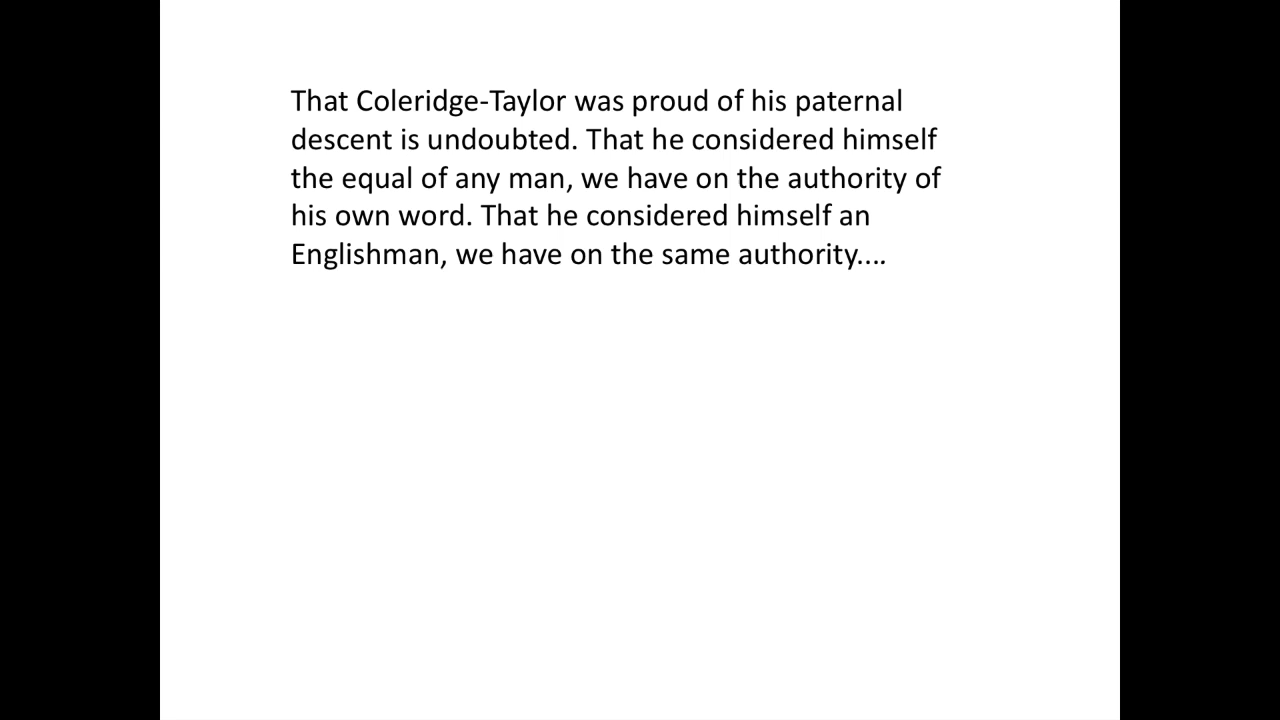 That Coleridge-Taylor was proud of his paternal
descent is undoubted. That he considered himself
the equal of any man, we have on the authority of
his own word. That he considered himself an
Englishman, we have on the same authority....